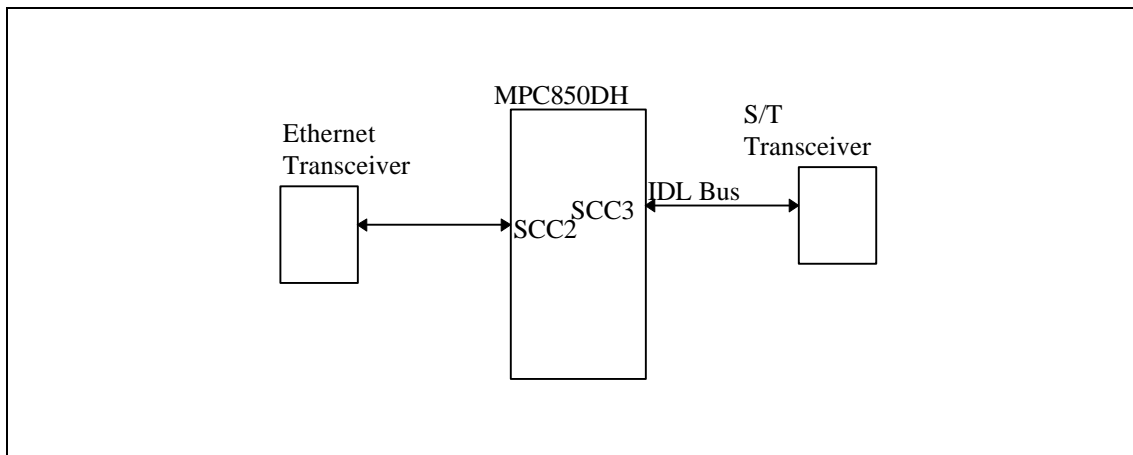 MPC850DH
Ethernet
Transceiver
S/T
Transceiver
IDL Bus
SCC3
SCC2